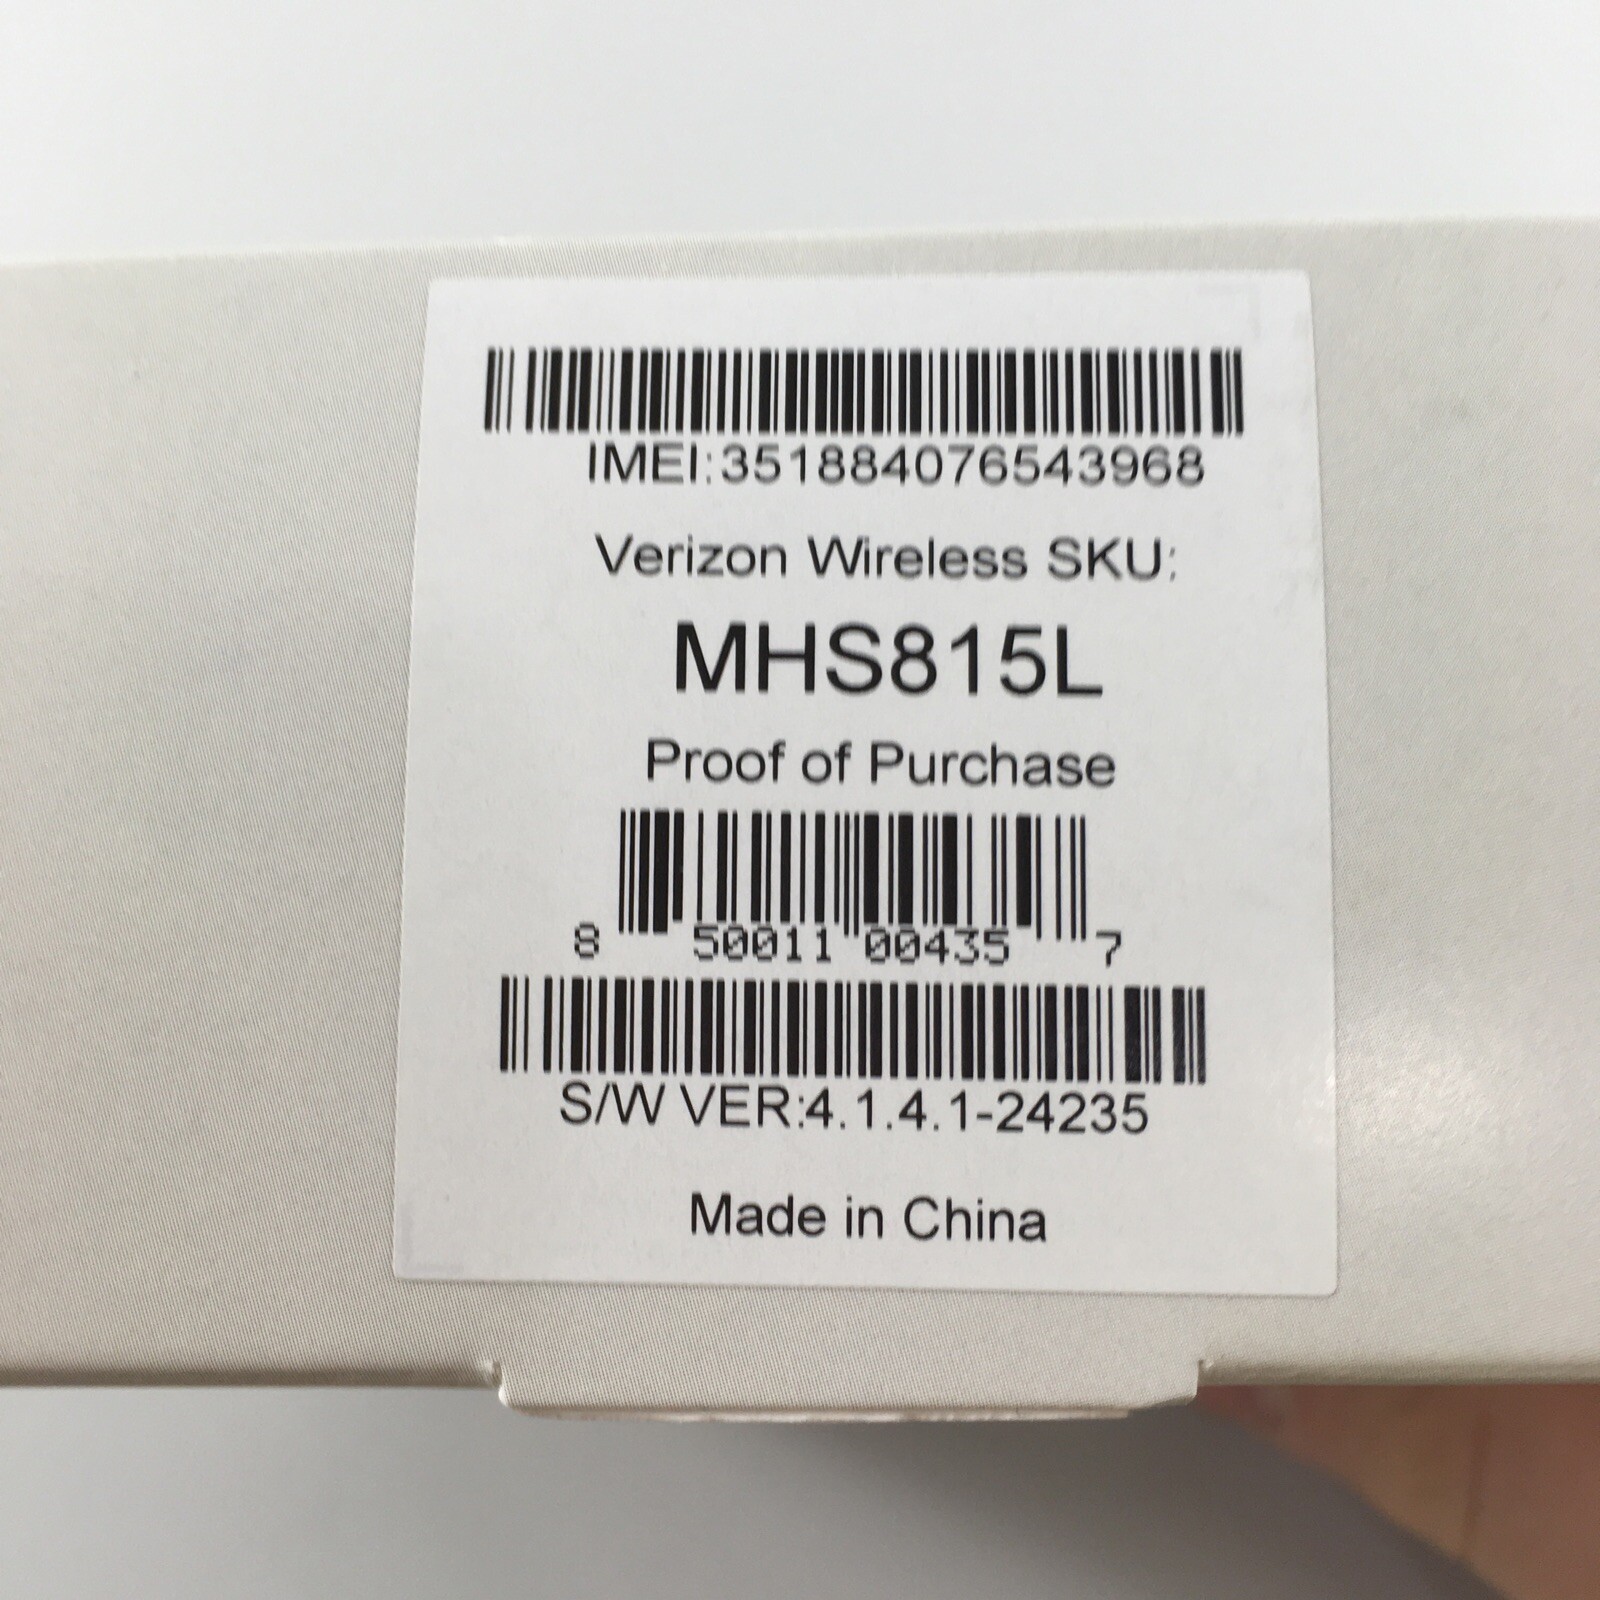 IMEI:351884076543968
Verizon Wireless SKU:
MHS815L
Proof of Purchase
8 50011 00435 7
S/W VER:4.1.4.1-24235
Made in China